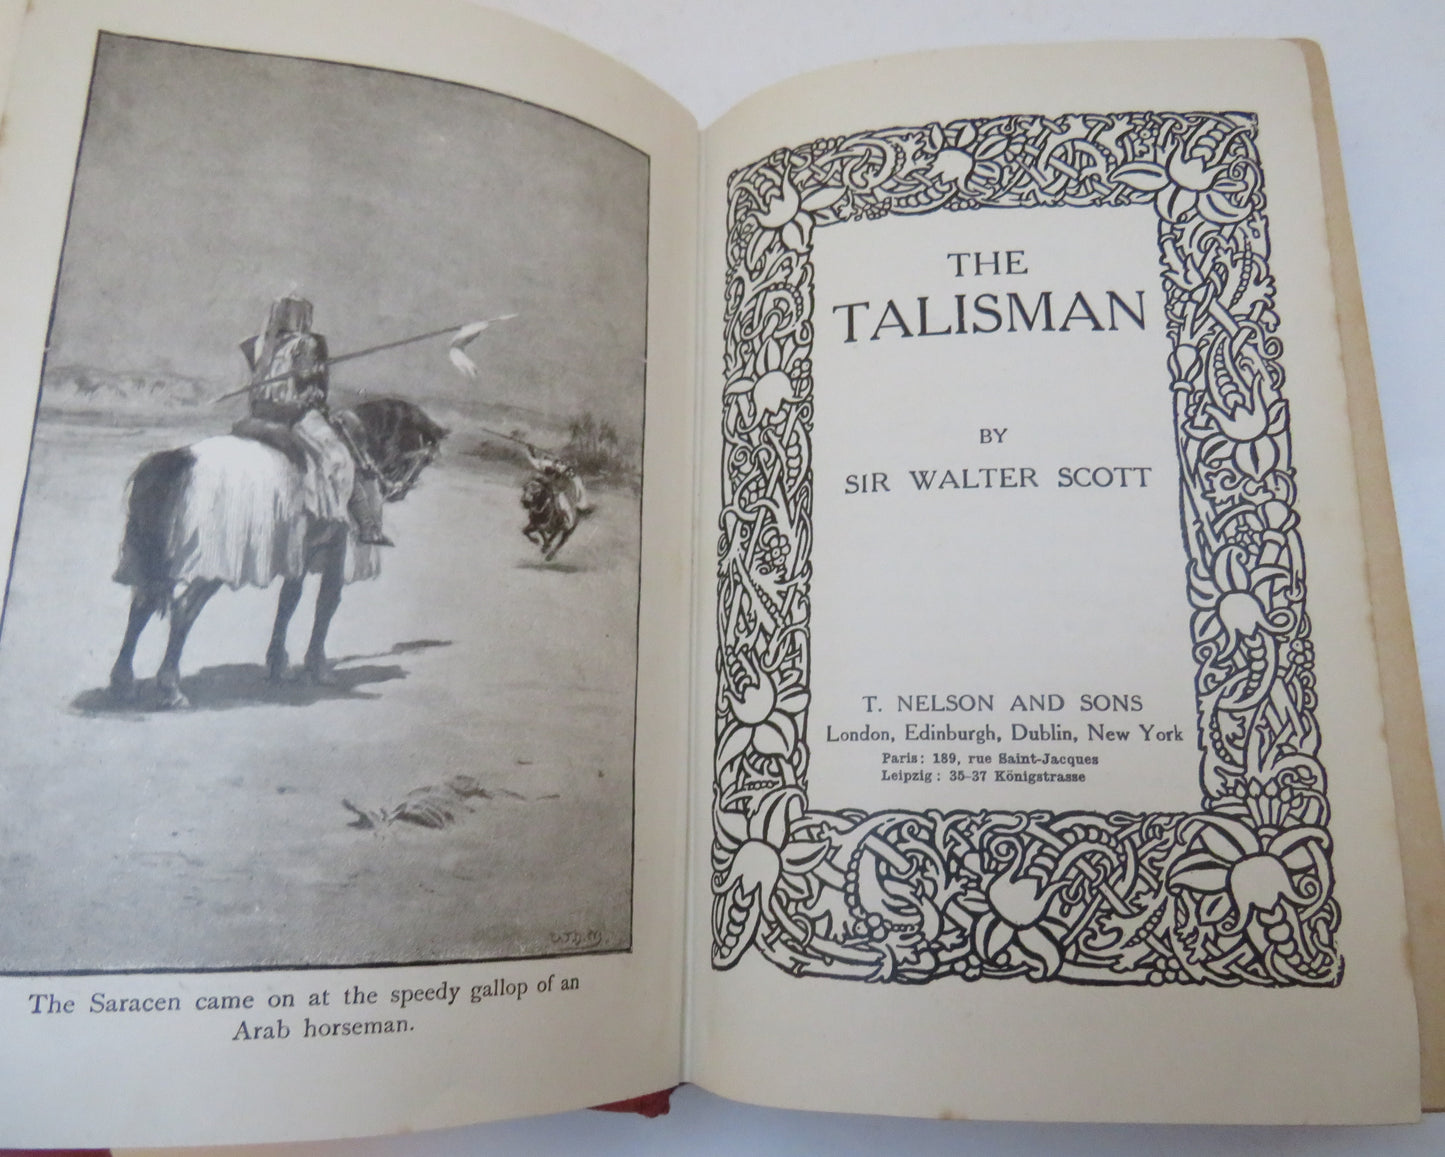 The Saracen came on at the speedy gallop of an
Arab horseman.
THE
TALISMAN
BY
SIR WALTER SCOTT
T. NELSON AND SONS
London, Edinburgh, Dublin, New York
Paris: 189, rue Saint-Jacques
Leipzig: 35-37 Königstrasse